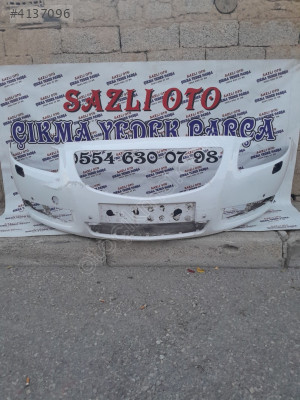 #4137096
SAZLI OTO
ÇIKMA YEDEK PARÇA
0554 630 07 98